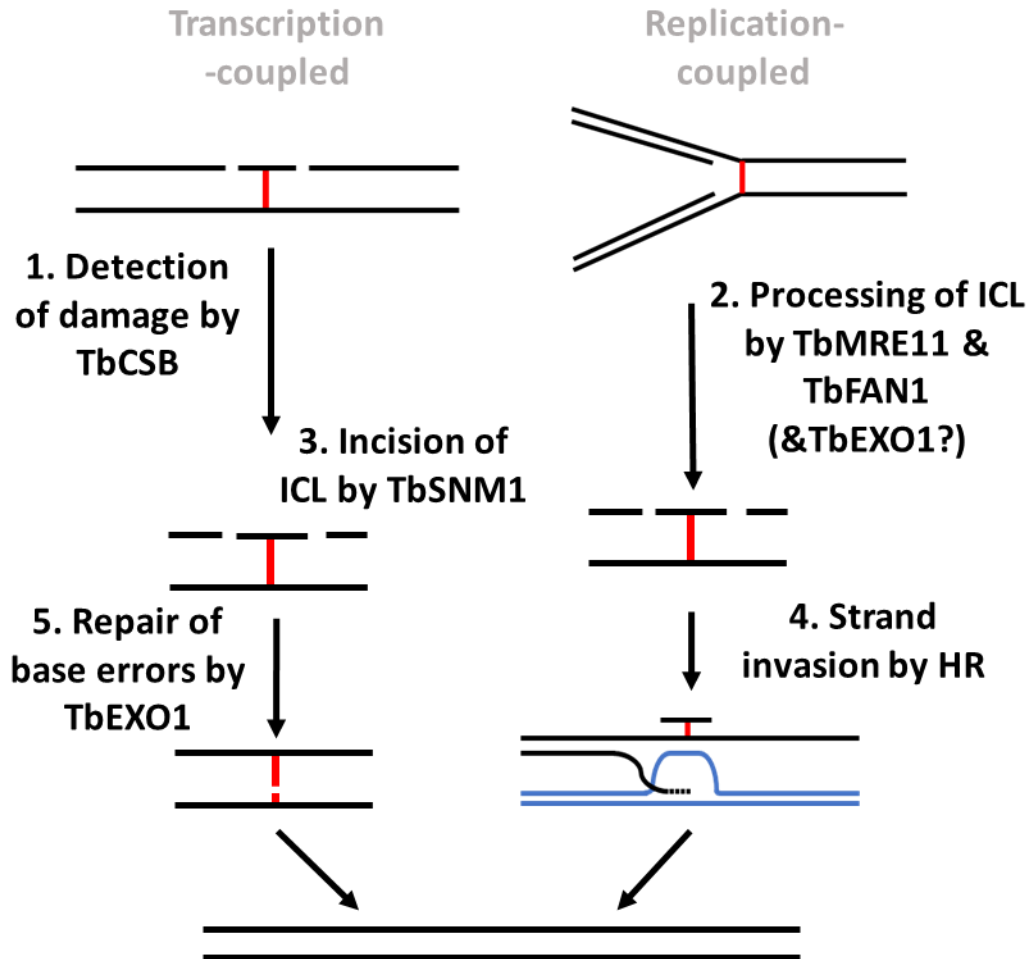 Transcription
-coupled
Replication-
coupled
1. Detection
of damage by
TbCSB
2. Processing of ICL
by TbMRE11 &
TbFAN1
(&TbEXO1?)
3. Incision of
ICL by TbSNM1
4. Strand
invasion by HR
5. Repair of
base errors by
TbEXO1